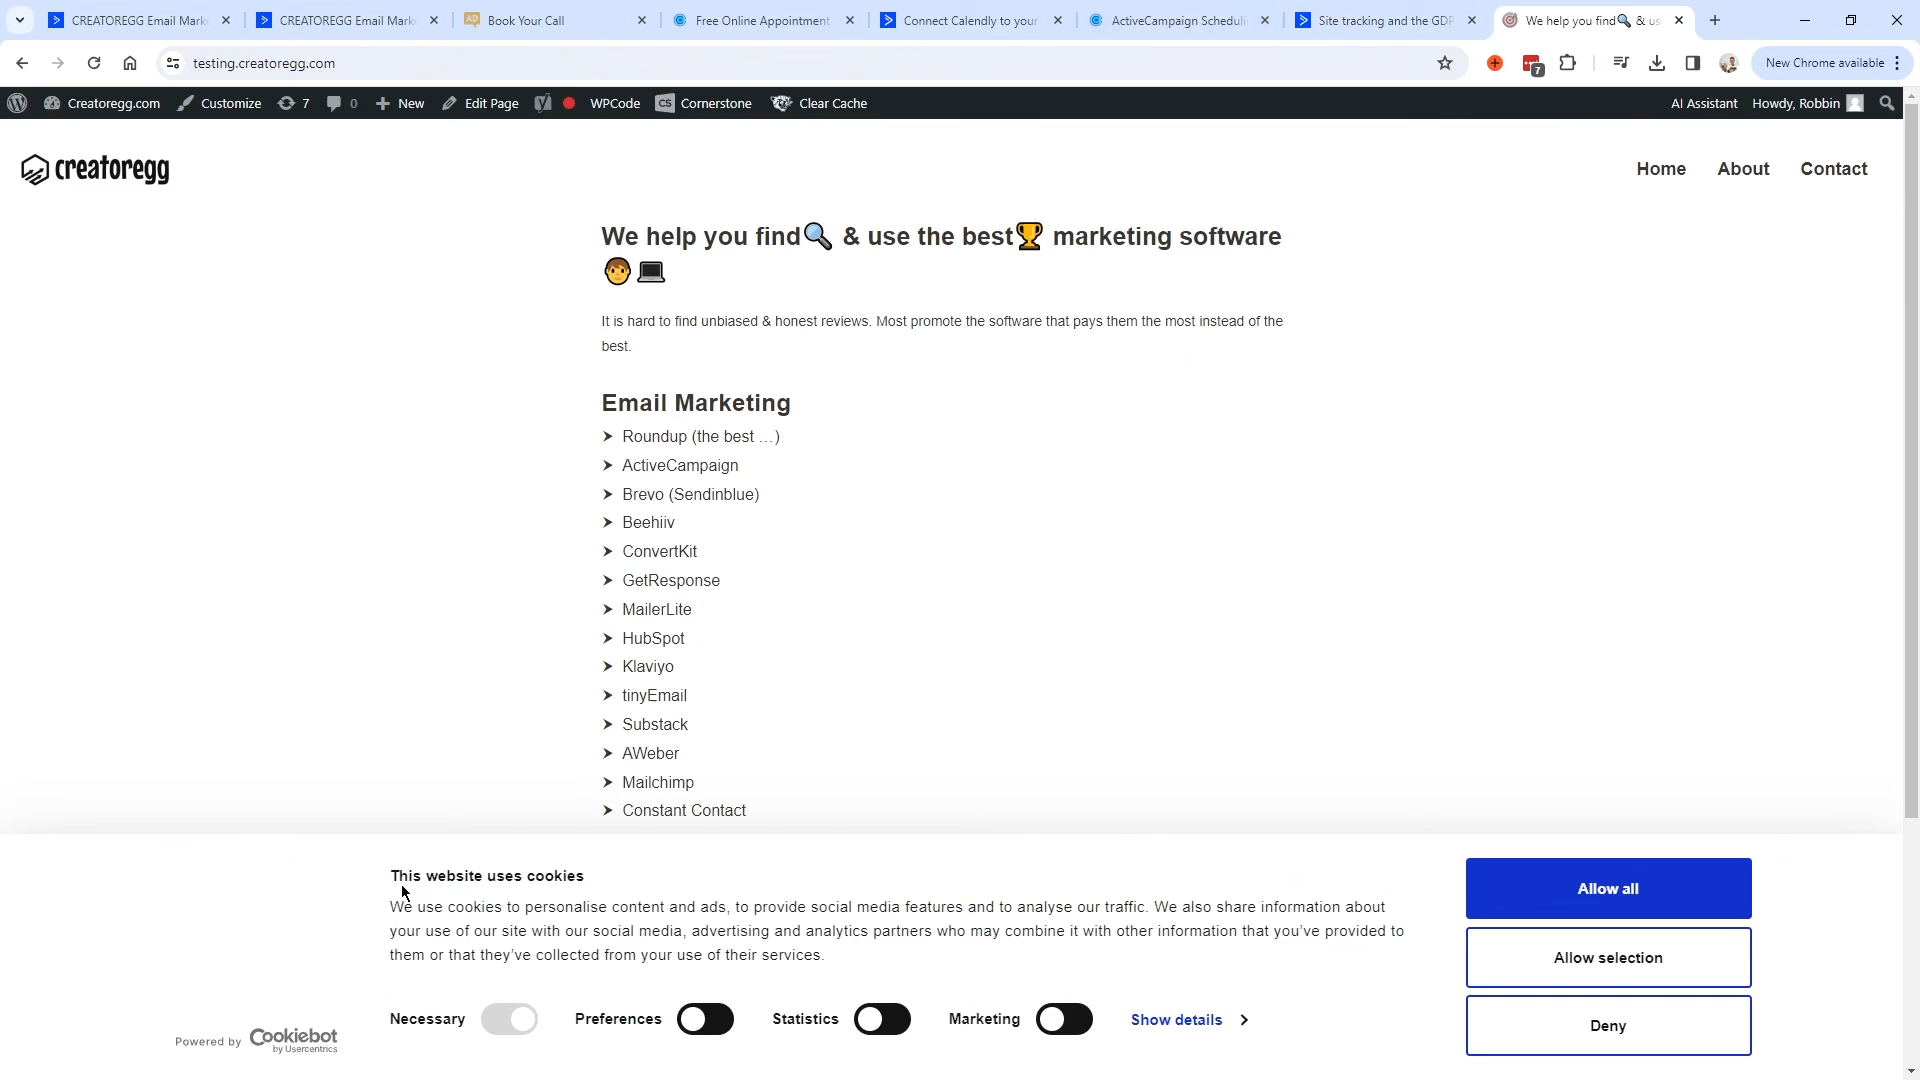 CREATOREGG Email Mark
CREATOREGG Email Mark
Book Your Call
Free Online Appointment
Connect Calendly to your
ActiveCampaign Scheduli
Site tracking and the GDP
We help you find🔍 & us
testing.creatoregg.com
7
New Chrome available
Creatoregg.com
Customize
7
0
New
Edit Page
WPCode
CS Cornerstone
Clear Cache
AI Assistant
Howdy, Robbin
creatoregg
Home
About
Contact
We help you find🔍 & use the best🏆 marketing software
🧑💻
It is hard to find unbiased & honest reviews. Most promote the software that pays them the most instead of the
best.
Email Marketing
➤ Roundup (the best …)
➤ ActiveCampaign
➤ Brevo (Sendinblue)
➤ Beehiiv
➤ ConvertKit
➤ GetResponse
➤ MailerLite
➤ HubSpot
➤ Klaviyo
➤ tinyEmail
➤ Substack
➤ AWeber
➤ Mailchimp
➤ Constant Contact
This website uses cookies
We use cookies to personalise content and ads, to provide social media features and to analyse our traffic. We also share information about
your use of our site with our social media, advertising and analytics partners who may combine it with other information that you've provided to
them or that they've collected from your use of their services.
Necessary
Preferences
Statistics
Marketing
Show details
Allow all
Allow selection
Deny
Powered by Cookiebot
by Usercentrics